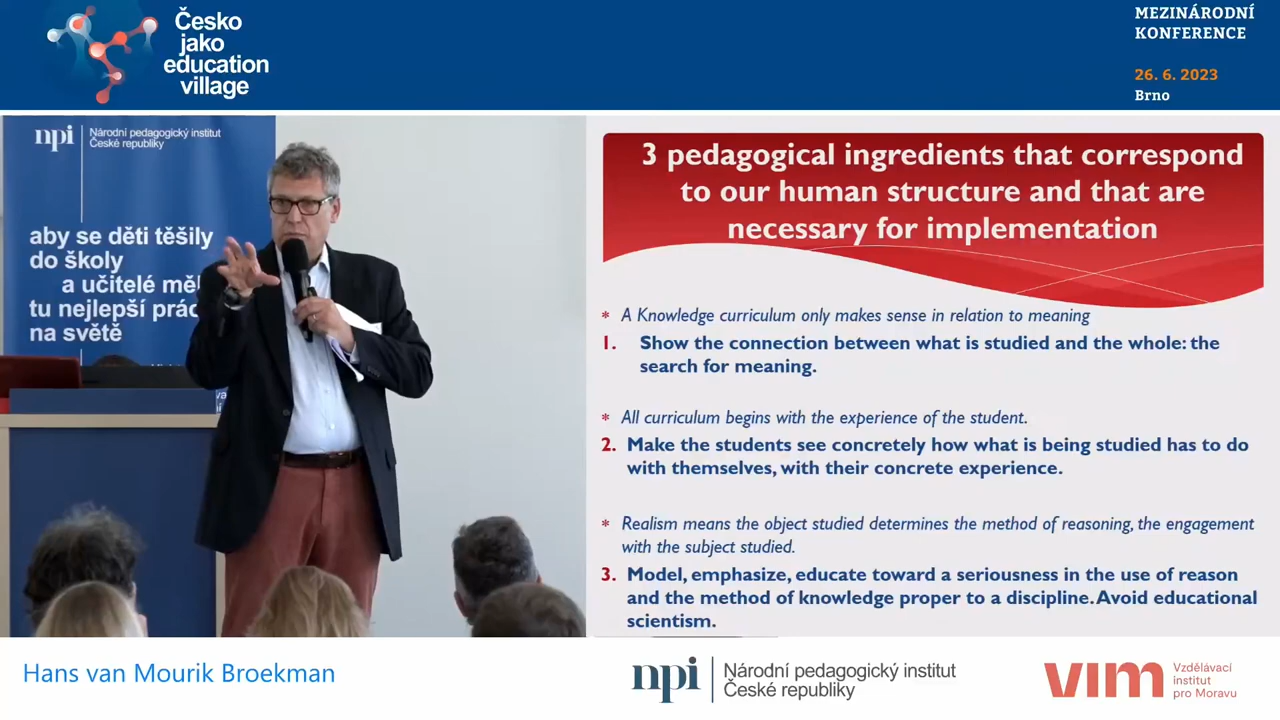 Česko
jako
education
village
MEZINÁRODNÍ
KONFERENCE
26. 6. 2023
Brno
npi
Národní pedagogický institut
České republiky
aby se děti těšily
do školy
a učitelé
tu nejlepší
na světě
3 pedagogical ingredients that correspond
to our human structure and that are
necessary for implementation
* A Knowledge curriculum only makes sense in relation to meaning
1. Show the connection between what is studied and the whole: the
search for meaning.
* All curriculum begins with the experience of the student.
2. Make the students see concretely how what is being studied has to do
with themselves, with their concrete experience.
* Realism means the object studied determines the method of reasoning, the engagement
with the subject studied.
3. Model, emphasize, educate toward a seriousness in the use of reason
and the method of knowledge proper to a discipline. Avoid educational
scientism.
Hans van Mourik Broekman
npi
Národní pedagogický institut
České republiky
vim
Vzdělávací
institut
pro Moravu